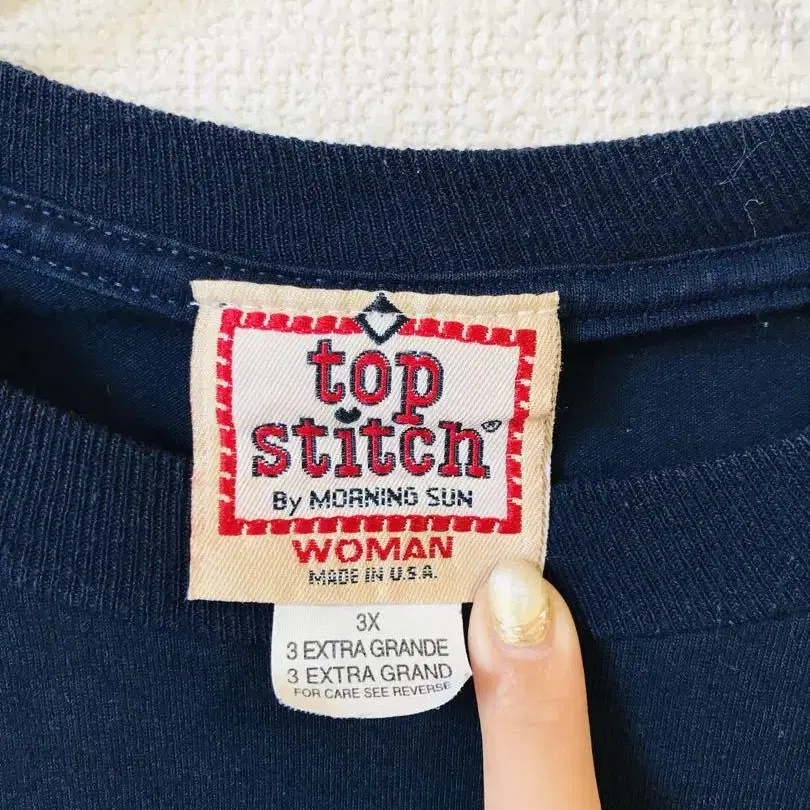 top
stitch
By MORNING SUN
WOMAN
MADE IN U.S.A.
3X
3 EXTRA GRANDE
3 EXTRA GRAND
FOR CARE SEE REVERSE